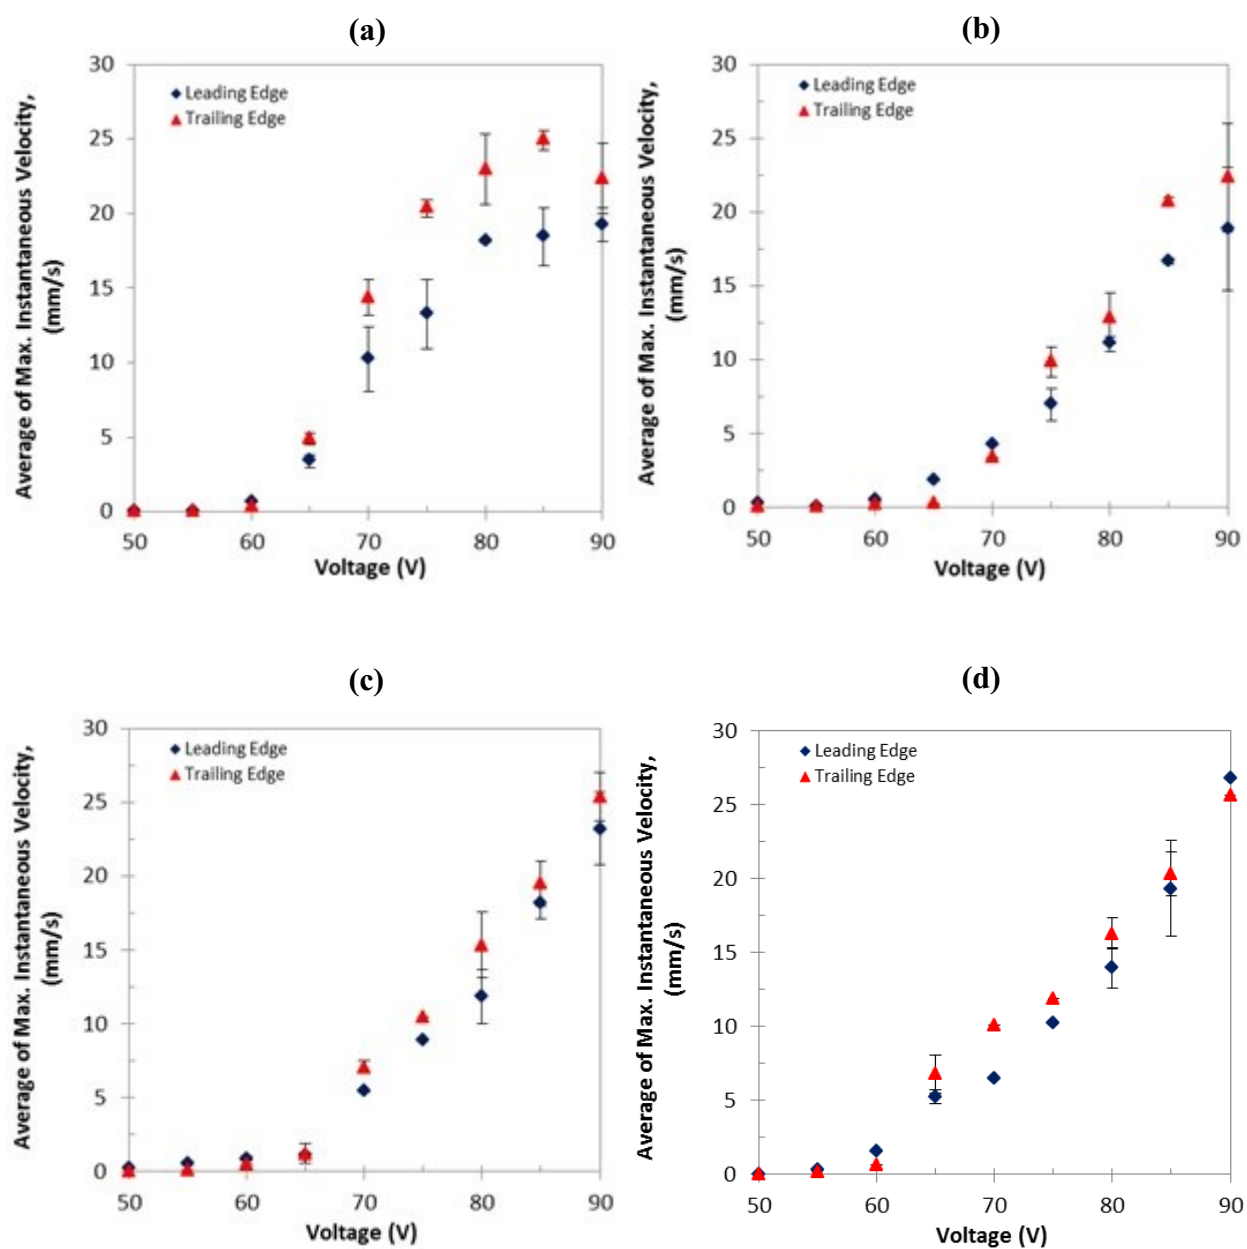 (a)
Average of Max. Instantaneous Velocity,
(mm/s)
30
25
20
15
10
5
0
Leading Edge
Trailing Edge
50 60 70 80 90
Voltage (V)
(b)
Average of Max. Instantaneous Velocity,
(mm/s)
30
25
20
15
10
5
0
Leading Edge
Trailing Edge
50 60 70 80 90
Voltage (V)
(c)
Average of Max. Instantaneous Velocity,
(mm/s)
30
25
20
15
10
5
0
Leading Edge
Trailing Edge
50 60 70 80 90
Voltage (V)
(d)
Average of Max. Instantaneous Velocity,
(mm/s)
30
25
20
15
10
5
0
Leading Edge
Trailing Edge
50 60 70 80 90
Voltage (V)